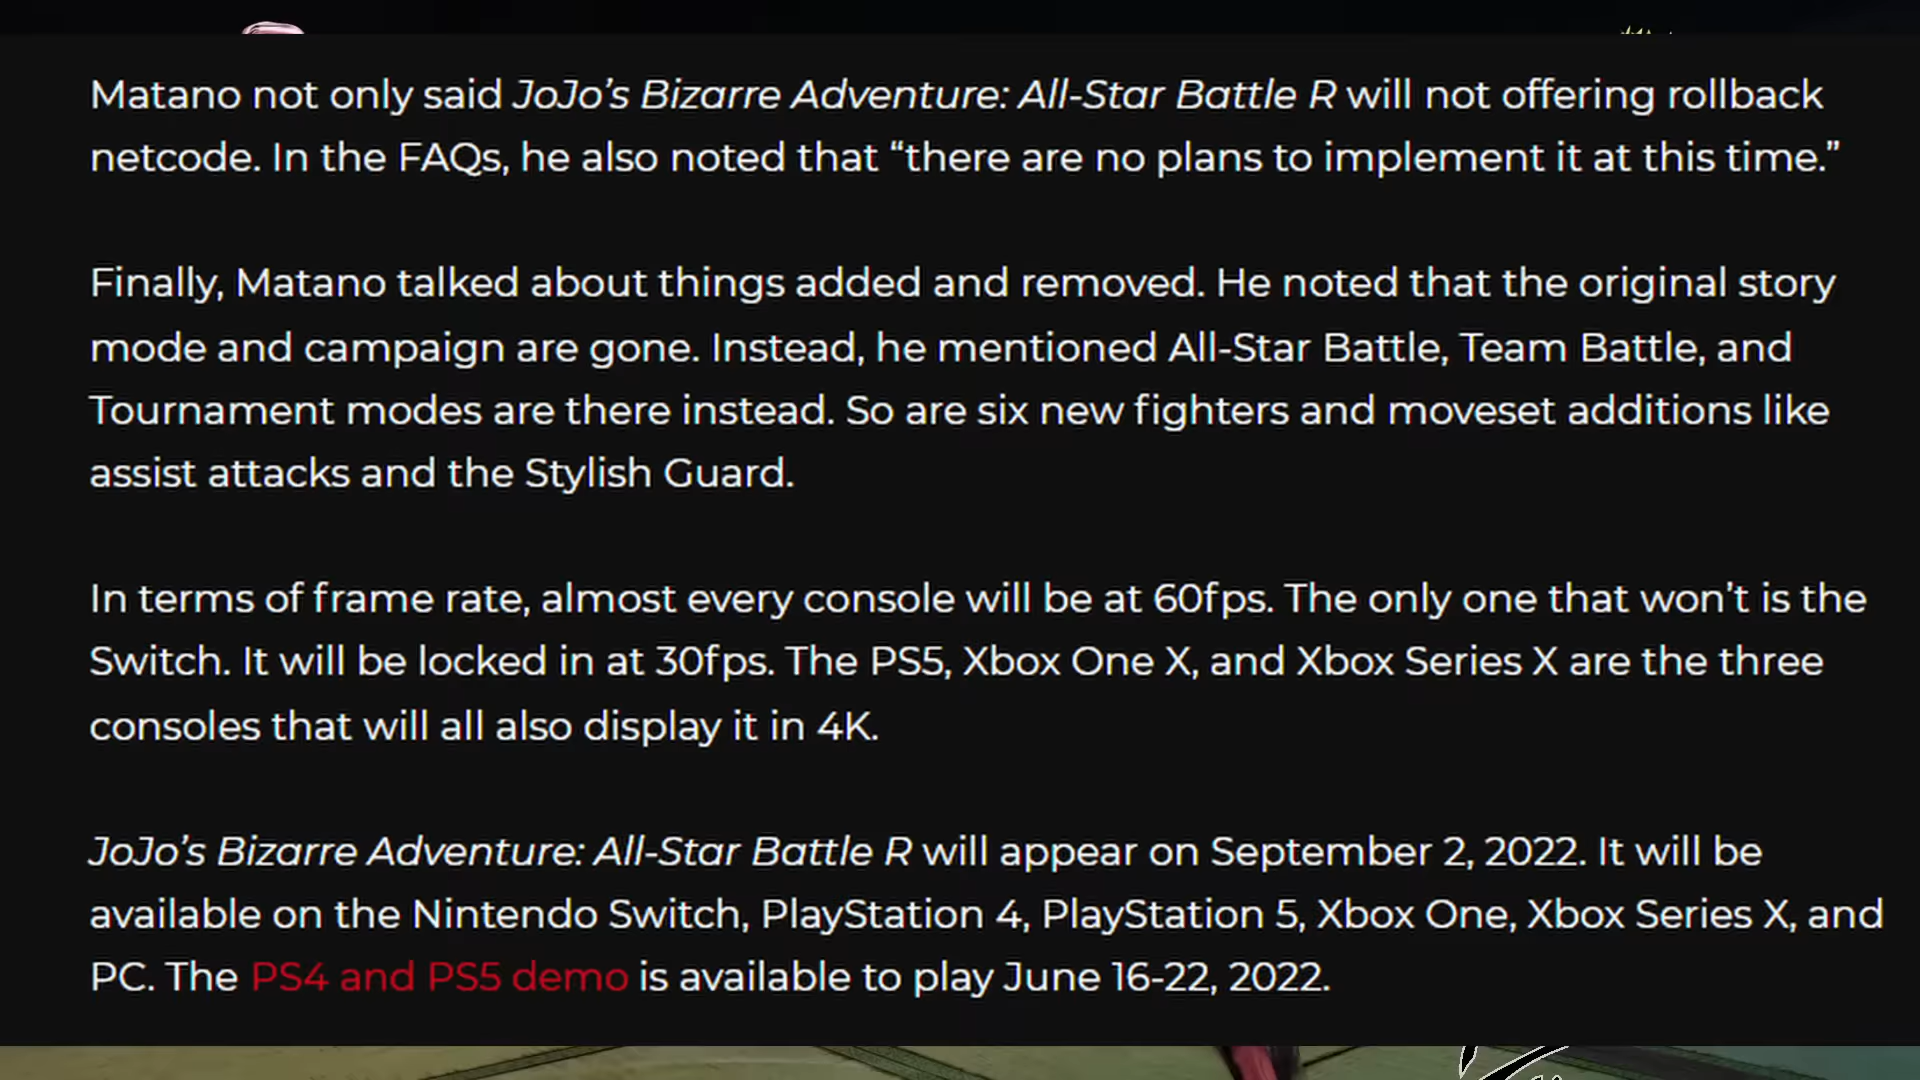 Matano not only said JoJo’s Bizarre Adventure: All-Star Battle R will not offering rollback
netcode. In the FAQs, he also noted that “there are no plans to implement it at this time.”
Finally, Matano talked about things added and removed. He noted that the original story
mode and campaign are gone. Instead, he mentioned All-Star Battle, Team Battle, and
Tournament modes are there instead. So are six new fighters and moveset additions like
assist attacks and the Stylish Guard.
In terms of frame rate, almost every console will be at 60fps. The only one that won’t is the
Switch. It will be locked in at 30fps. The PS5, Xbox One X, and Xbox Series X are the three
consoles that will all also display it in 4K.
JoJo’s Bizarre Adventure: All-Star Battle R will appear on September 2, 2022. It will be
available on the Nintendo Switch, PlayStation 4, PlayStation 5, Xbox One, Xbox Series X, and
PC. The PS4 and PS5 demo is available to play June 16-22, 2022.